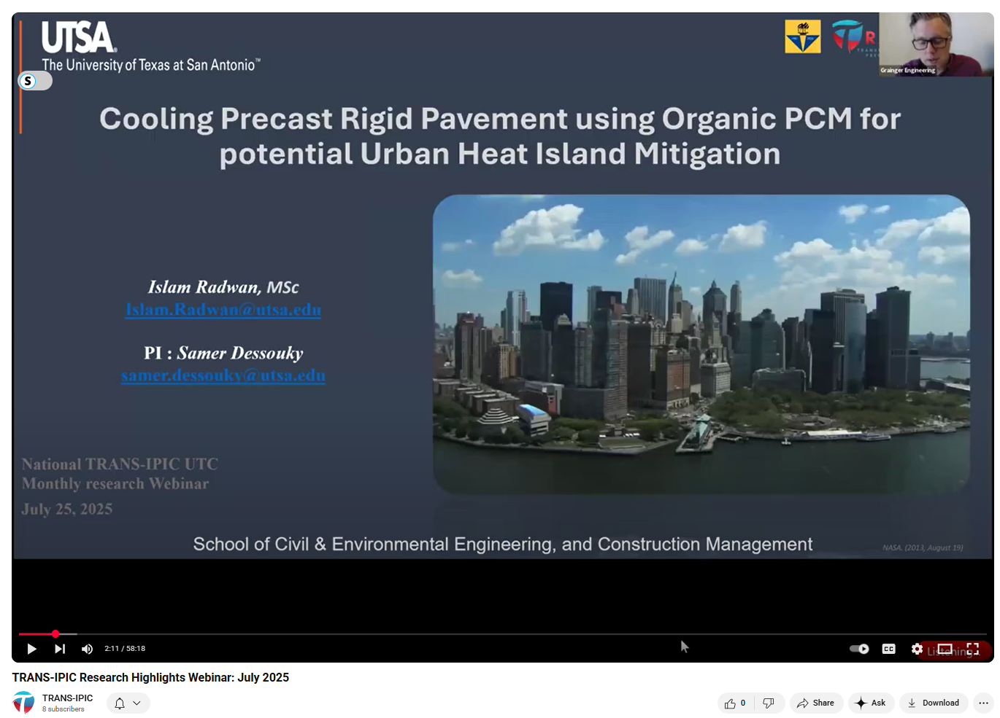 UTSA.
The University of Texas at San Antonio™
S
Grainger Engineering
Cooling Precast Rigid Pavement using Organic PCM for
potential Urban Heat Island Mitigation
Islam Radwan, MSc
Islam.Radwan@utsa.edu
PI : Samer Dessouky
samer.dessouky@utsa.edu
National TRANS-IPIC UTC
Monthly research Webinar
July 25, 2025
School of Civil & Environmental Engineering, and Construction Management
NASA. (2013, August 19)
2:11 / 58:18
CC
Listening...
TRANS-IPIC Research Highlights Webinar: July 2025
TRANS-IPIC
8 subscribers
0
Share
Ask
Download